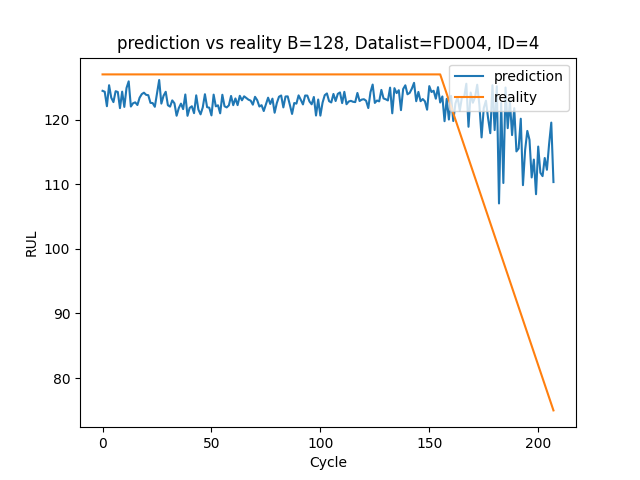 prediction vs reality B=128, Datalist=FD004, ID=4
prediction
reality
120
110
100
90
80
RUL
0 50 100 150 200
Cycle